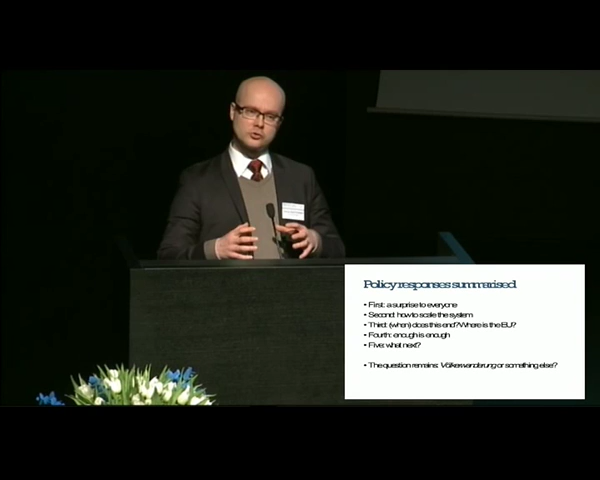 Policy responses summarised
• First: a surprise to everyone
• Second: how to scale the system
• Third: (when) does this end? Where is the EU?
• Fourth: enough is enough
• Five: what next?
• The question remains: Völkerwanderung or something else?